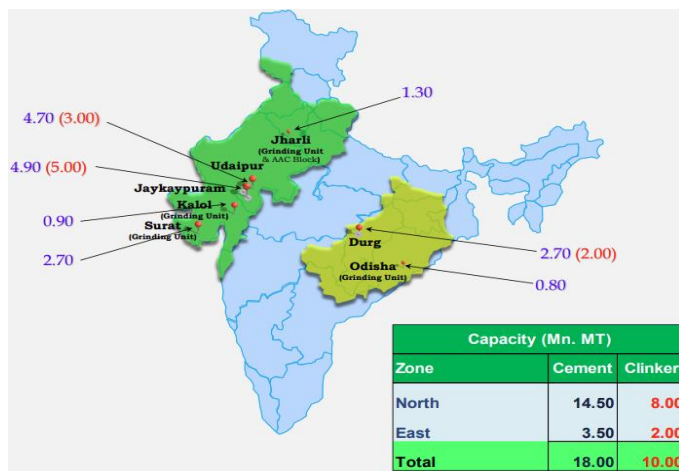 1.30
4.70 (3.00)
Jharli
(Grinding Unit
& AAC Block)
Udaipur
4.90 (5.00)
Jaykaypuram
Kalol
(Grinding Unit)
0.90
Surat
(Grinding Unit)
2.70
Durg
2.70 (2.00)
Odisha
(Grinding Unit)
0.80
Capacity (Mn. MT)
Zone Cement Clinker
North 14.50 8.00
East 3.50 2.00
Total 18.00 10.00